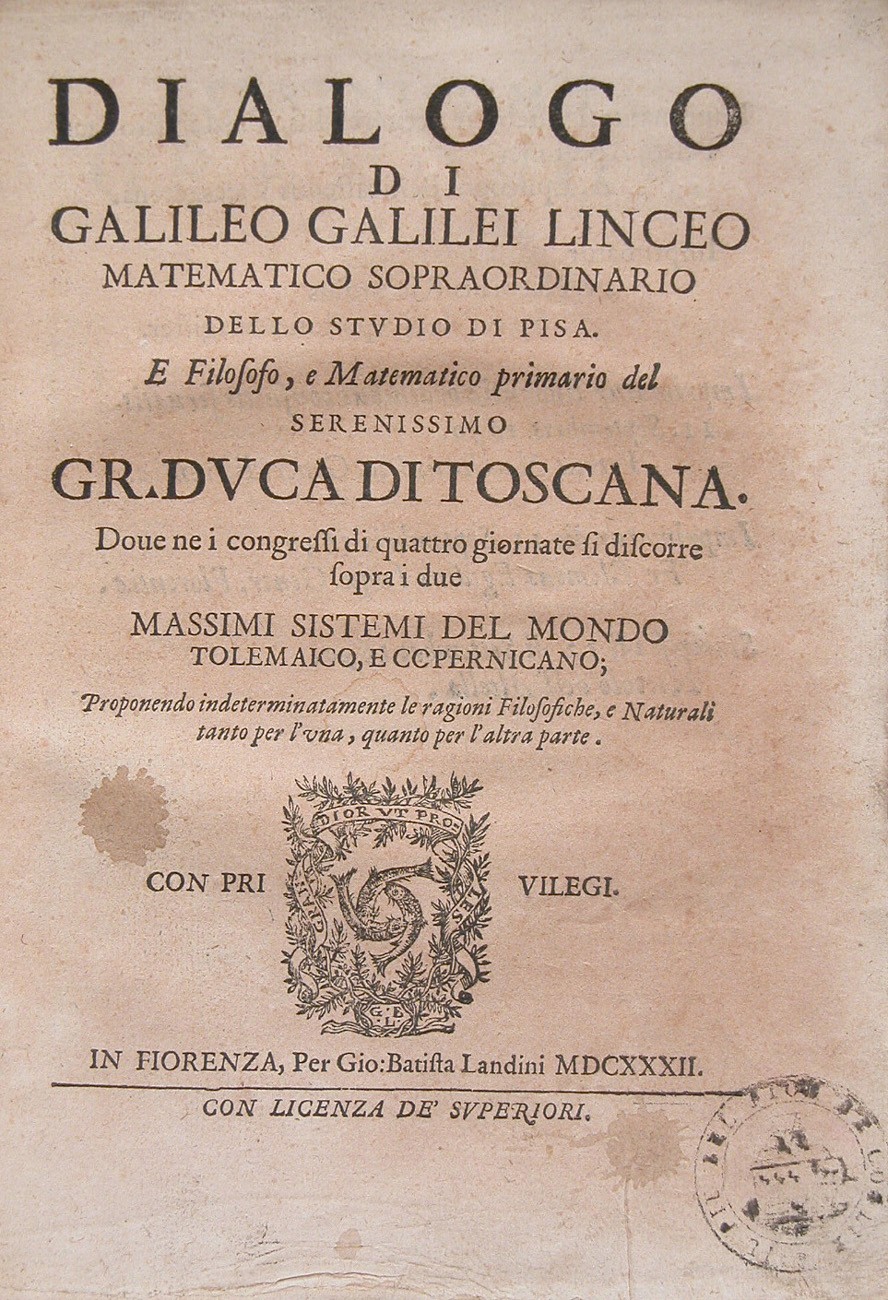 DIALOGO
DI
GALILEO GALILEI LINCEO
MATEMATICO SOPRAORDINARIO
DELLO STVDIO DI PISA.
E Filoſofo, e Matematico primario del
SERENISSIMO
GR.DVCA DI TOSCANA.
Doue ne i congreſſi di quattro giornate ſi diſcorre
ſopra i due
MASSIMI SISTEMI DEL MONDO
TOLEMAICO, E COPERNICANO;
Proponendo indeterminatamente le ragioni Filoſofiche, e Naturali
tanto per l'vna, quanto per l'altra parte.
DIOR VT PRO
CON PRI VILEGI.
G.B.
L.
IN FIORENZA, Per Gio:Batiſta Landini MDCXXXII.
CON LICENZA DE' SVPERIORI.